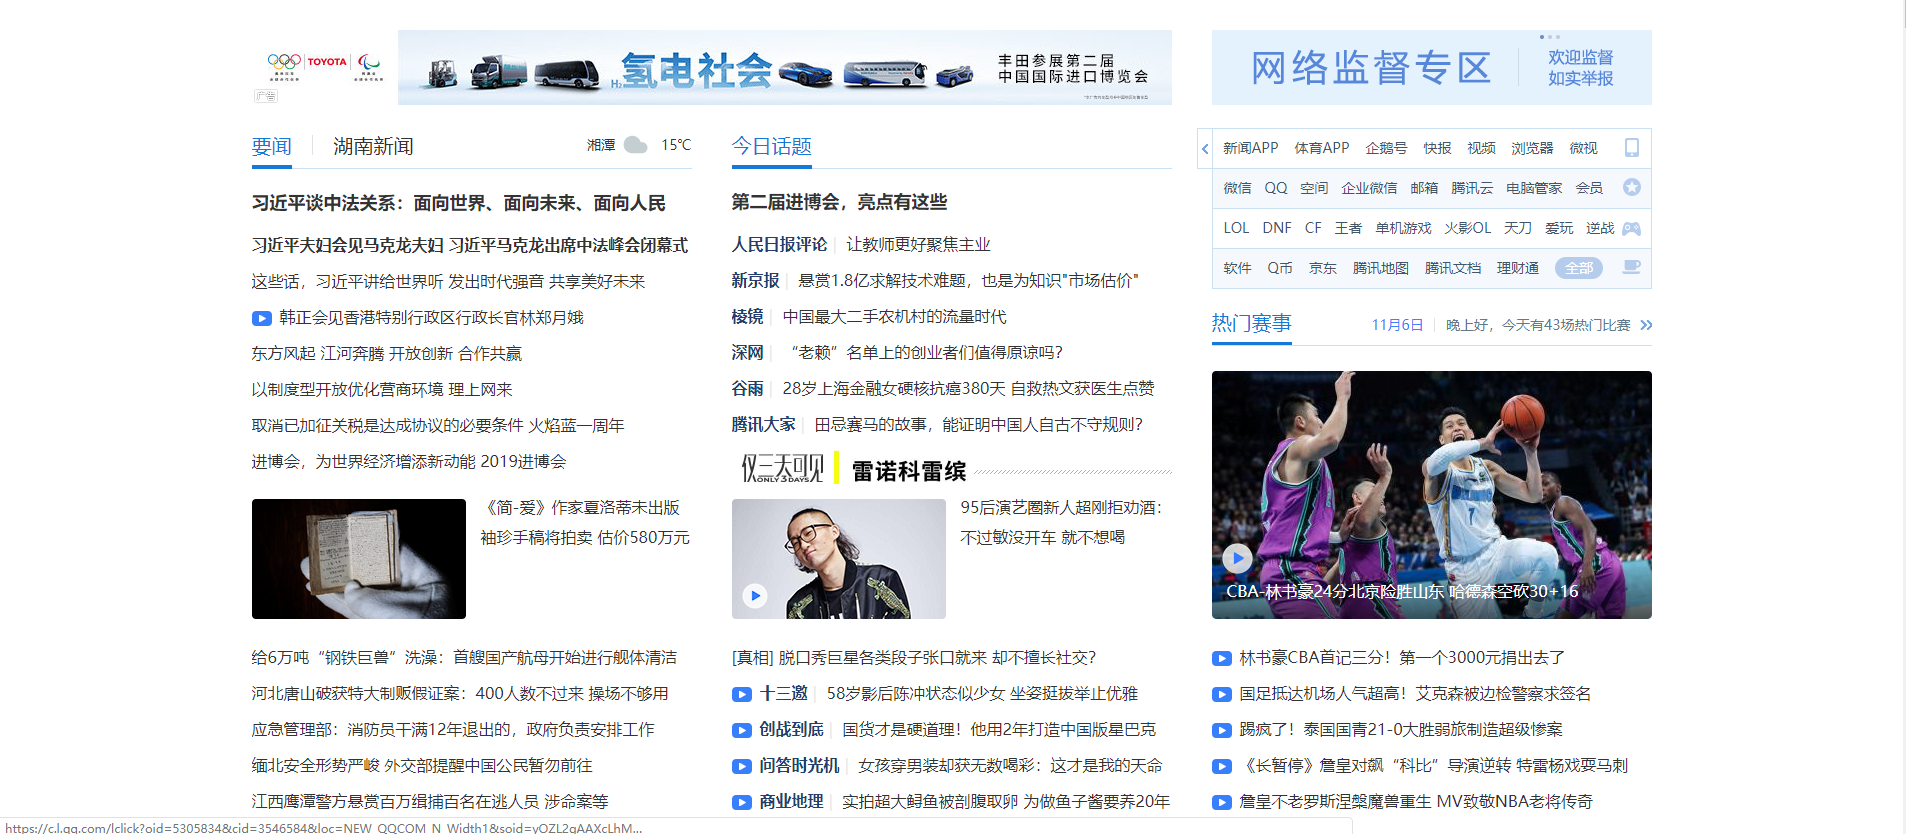 TOYOTA
广告
H₂氢电社会
丰田参展第二届
中国国际进口博览会
网络监督专区
欢迎监督
如实举报
要闻
湖南新闻
湘潭 15℃
习近平谈中法关系：面向世界、面向未来、面向人民
习近平夫妇会见马克龙夫妇 习近平马克龙出席中法峰会闭幕式
这些话，习近平讲给世界听 发出时代强音 共享美好未来
韩正会见香港特别行政区行政长官林郑月娥
东方风起 江河奔腾 开放创新 合作共赢
以制度型开放优化营商环境 理上网来
取消已加征关税是达成协议的必要条件 火焰蓝一周年
进博会，为世界经济增添新动能 2019进博会
《简-爱》作家夏洛蒂未出版
袖珍手稿将拍卖 估价580万元
给6万吨“钢铁巨兽”洗澡：首艘国产航母开始进行舰体清洁
河北唐山破获特大制贩假证案：400人数不过来 操场不够用
应急管理部：消防员干满12年退出的，政府负责安排工作
缅北安全形势严峻 外交部提醒中国公民暂勿前往
江西鹰潭警方悬赏百万缉捕百名在逃人员 涉命案等
今日话题
第二届进博会，亮点有这些
人民日报评论 让教师更好聚焦主业
新京报 悬赏1.8亿求解技术难题，也是为知识"市场估价"
棱镜 中国最大二手农机村的流量时代
深网 “老赖”名单上的创业者们值得原谅吗？
谷雨 28岁上海金融女硬核抗癌380天 自救热文获医生点赞
腾讯大家 田忌赛马的故事，能证明中国人自古不守规则？
仅三天可见 ONLY 3 DAYS 雷诺科雷缤
95后演艺圈新人超刚拒劝酒：
不过敏没开车 就不想喝
[真相] 脱口秀巨星各类段子张口就来 却不擅长社交？
十三邀 58岁影后陈冲状态似少女 坐姿挺拔举止优雅
创战到底 国货才是硬道理！他用2年打造中国版星巴克
问答时光机 女孩穿男装却获无数喝彩：这才是我的天命
商业地理 实拍超大鲟鱼被剖腹取卵 为做鱼子酱要养20年
新闻APP 体育APP 企鹅号 快报 视频 浏览器 微视
微信 QQ 空间 企业微信 邮箱 腾讯云 电脑管家 会员
LOL DNF CF 王者 单机游戏 火影OL 天刀 爱玩 逆战
软件 Q币 京东 腾讯地图 腾讯文档 理财通 全部
热门赛事
11月6日 晚上好，今天有43场热门比赛
CBA-林书豪24分北京险胜山东 哈德森空砍30+16
林书豪CBA首记三分！第一个3000元捐出去了
国足抵达机场人气超高！艾克森被边检警察求签名
踢疯了！泰国国青21-0大胜弱旅制造超级惨案
《长暂停》詹皇对飙“科比”导演逆转 特雷杨戏耍马刺
詹皇不老罗斯涅槃魔兽重生 MV致敬NBA老将传奇
https://c.l.qq.com/lclick?oid=5305834&cid=3546584&loc=NEW_QQCOM_N_Width1&soid=yOZL2gAAXcLhM...